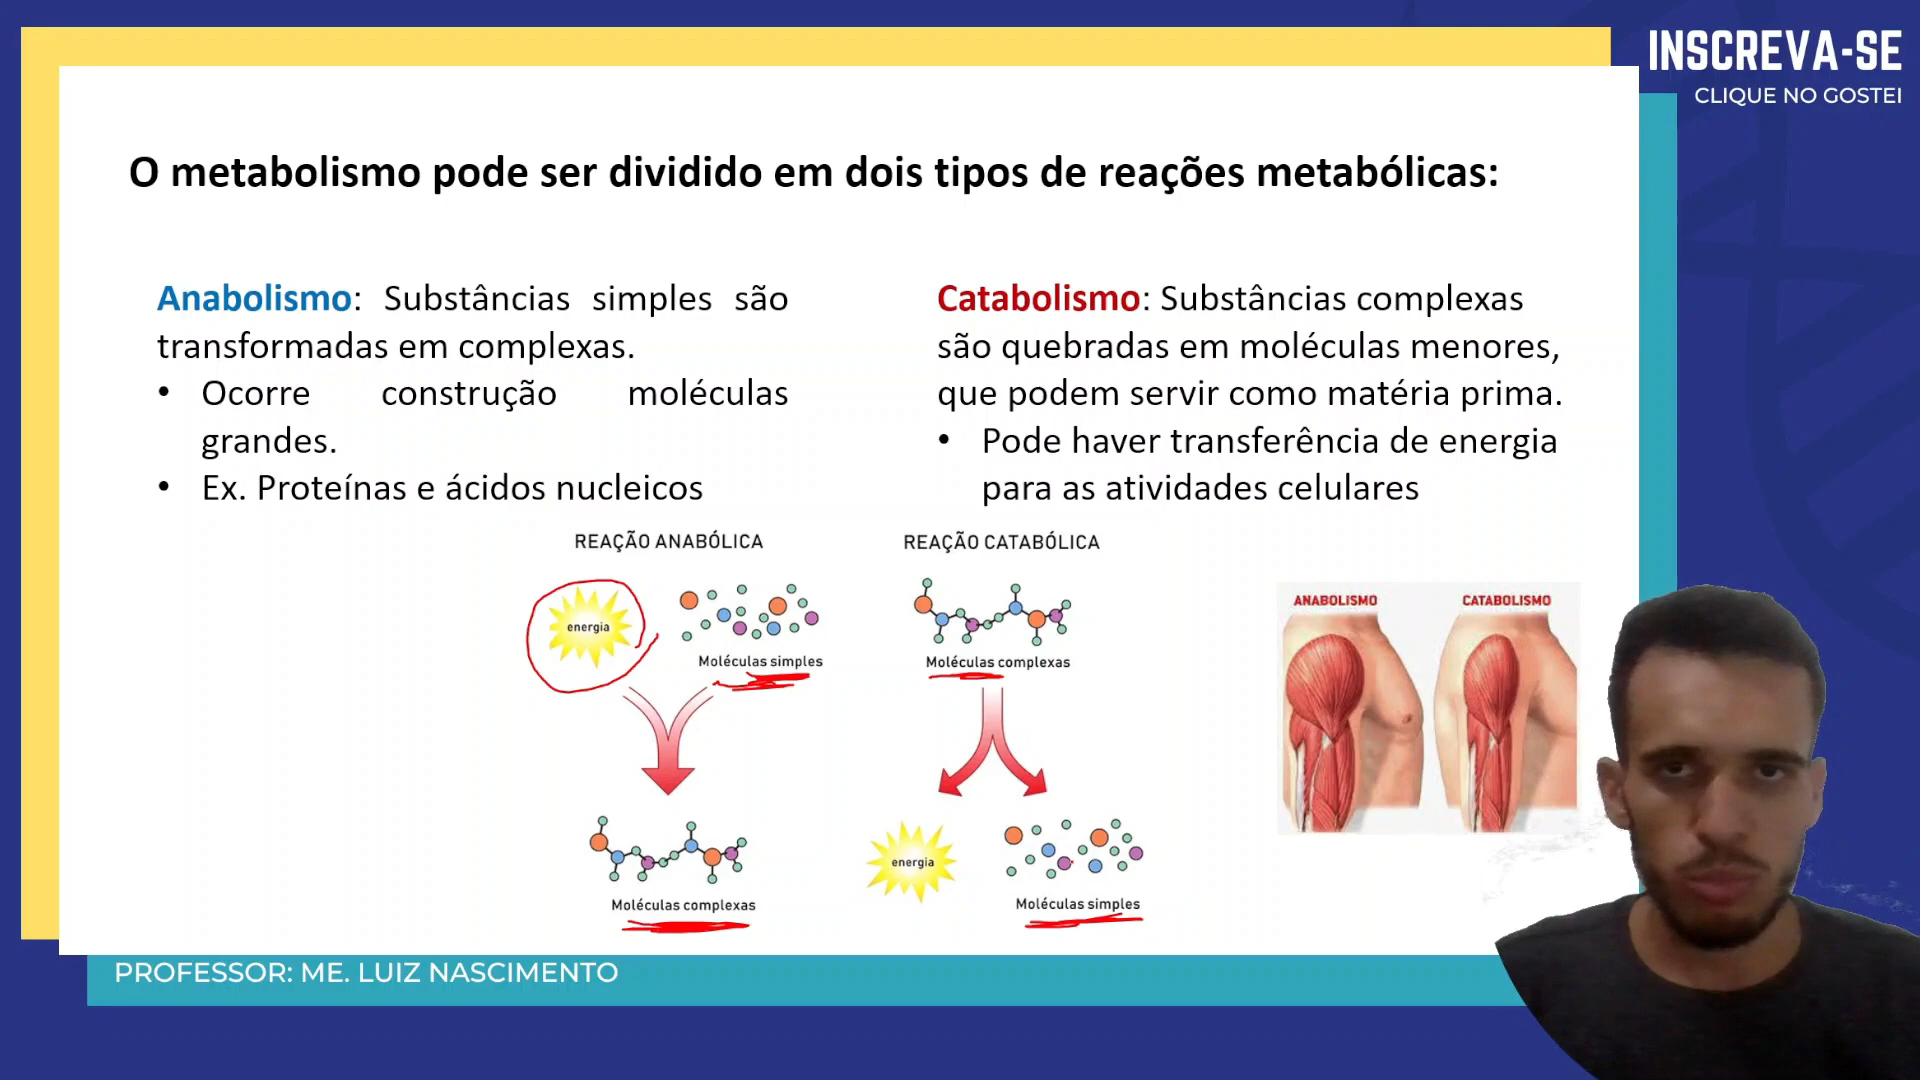 INSCREVA-SE
CLIQUE NO GOSTEI
O metabolismo pode ser dividido em dois tipos de reações metabólicas:
Anabolismo: Substâncias simples são
transformadas em complexas.
• Ocorre construção moléculas
grandes.
• Ex. Proteínas e ácidos nucleicos
Catabolismo: Substâncias complexas
são quebradas em moléculas menores,
que podem servir como matéria prima.
• Pode haver transferência de energia
para as atividades celulares
REAÇÃO ANABÓLICA
energia
Moléculas simples
Moléculas complexas
REAÇÃO CATABÓLICA
Moléculas complexas
energia
Moléculas simples
ANABOLISMO
CATABOLISMO
PROFESSOR: ME. LUIZ NASCIMENTO